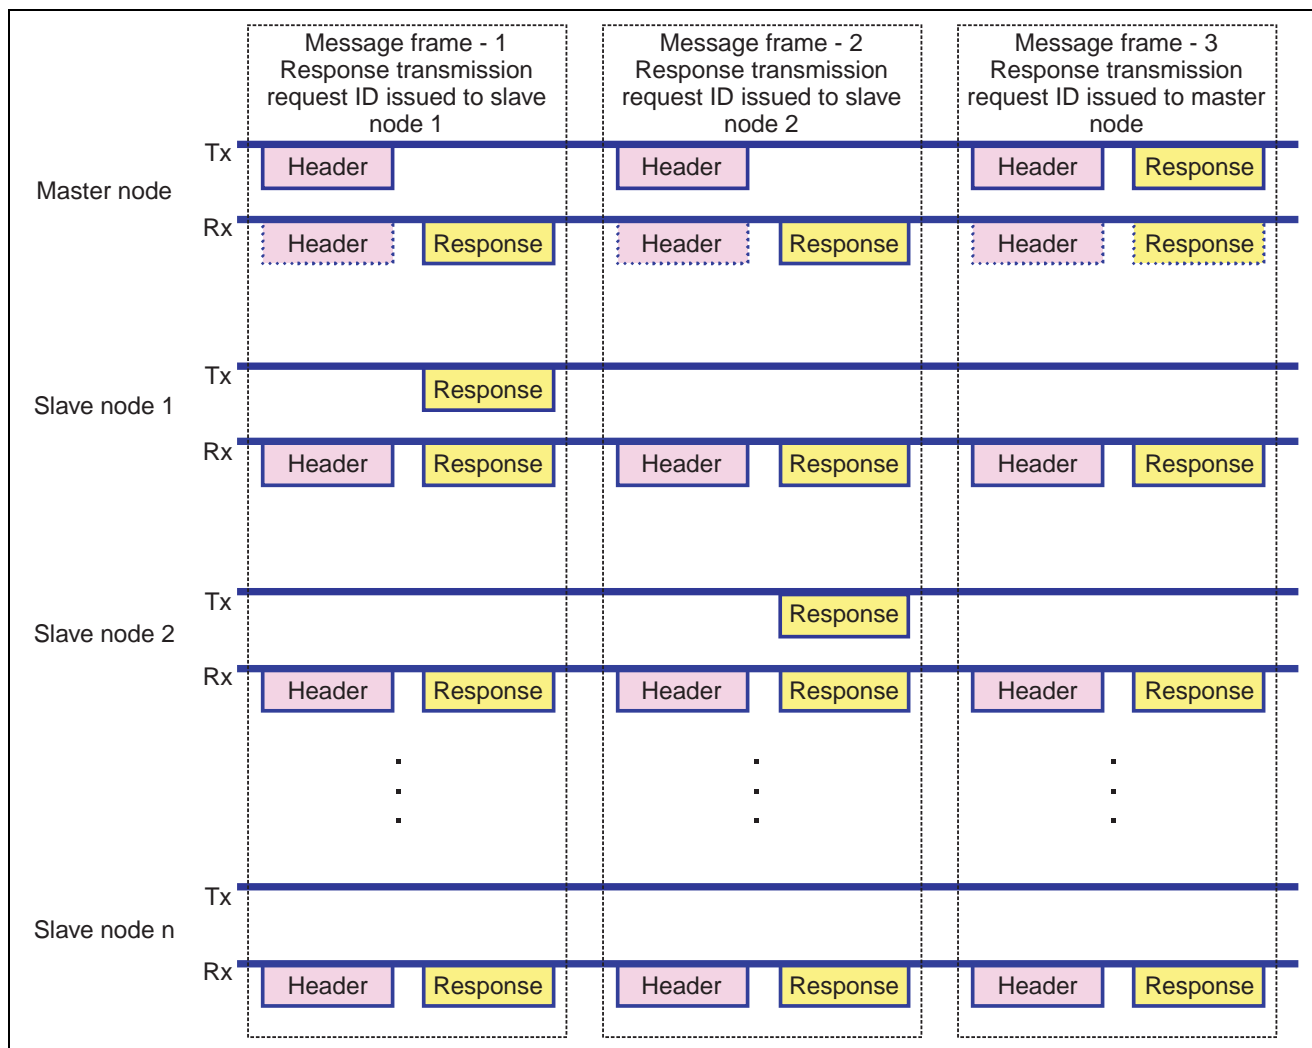 Message frame - 1
Response transmission
request ID issued to slave
node 1
Message frame - 2
Response transmission
request ID issued to slave
node 2
Message frame - 3
Response transmission
request ID issued to master
node
Master node
Tx
Header
Header
Header
Response
Rx
Header
Response
Header
Response
Header
Response
Slave node 1
Tx
Response
Rx
Header
Response
Header
Response
Header
Response
Slave node 2
Tx
Response
Rx
Header
Response
Header
Response
Header
Response
Slave node n
Tx
Rx
Header
Response
Header
Response
Header
Response